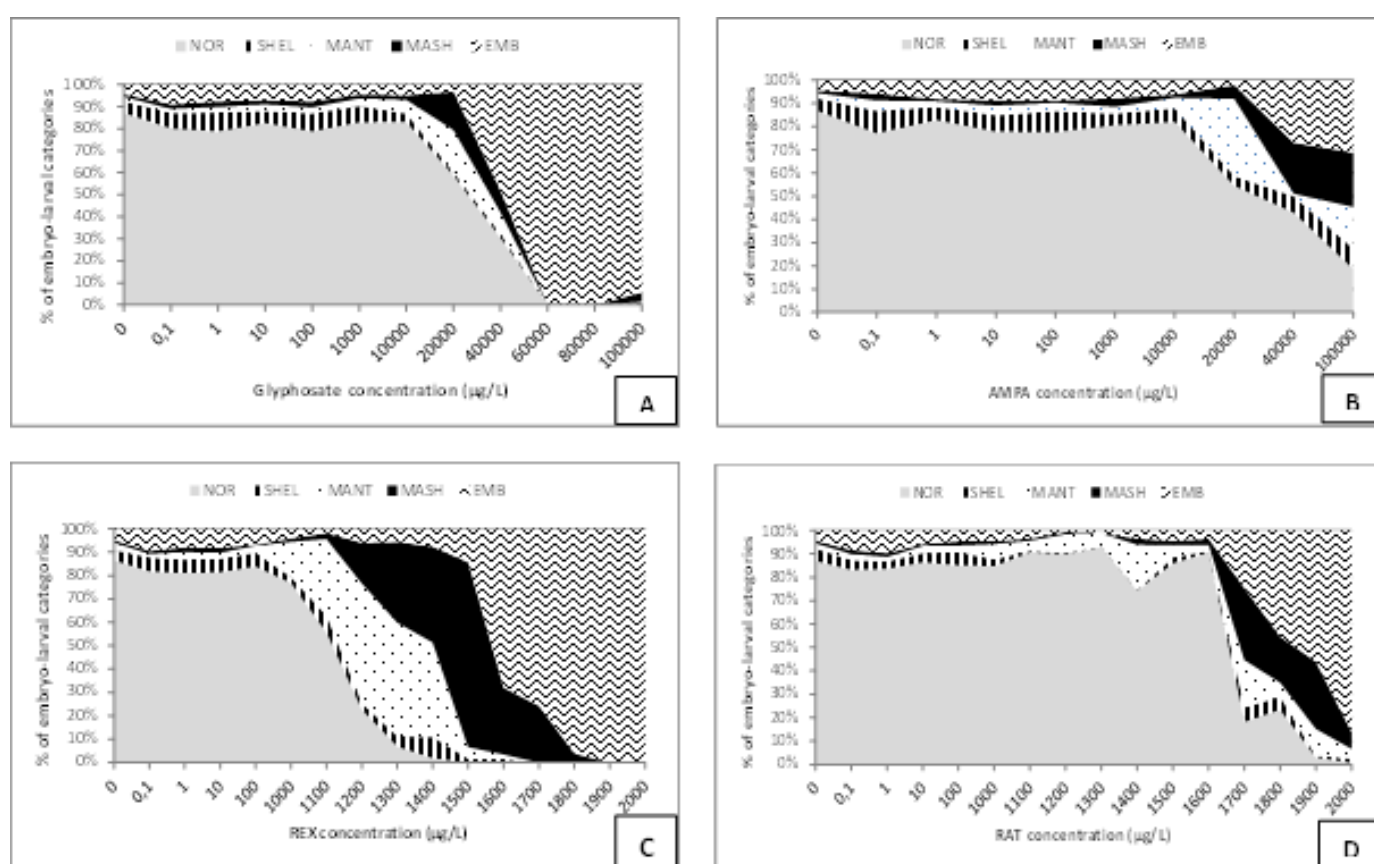 NOR SHEL MANT MASH EMB
100%
90%
80%
70%
60%
50%
40%
30%
20%
10%
0%
% of embryo-larval categories
0 0,1 1 10 100 1000 10000 20000 40000 60000 80000 100000
Glyphosate concentration (µg/L)
A
NOR SHEL MANT MASH EMB
100%
90%
80%
70%
60%
50%
40%
30%
20%
10%
0%
% of embryo-larval categories
0 0,1 1 10 100 1000 10000 20000 40000 100000
AMPA concentration (µg/L)
B
NOR SHEL MANT MASH EMB
100%
90%
80%
70%
60%
50%
40%
30%
20%
10%
0%
% of embryo-larval categories
0 0,1 1 10 100 1000 1100 1200 1300 1400 1500 1600 1700 1800 1900 2000
REX concentration (µg/L)
C
NOR SHEL MANT MASH EMB
100%
90%
80%
70%
60%
50%
40%
30%
20%
10%
0%
% of embryo-larval categories
0 0,1 1 10 100 1000 1100 1200 1300 1400 1500 1600 1700 1800 1900 2000
RAT concentration (µg/L)
D